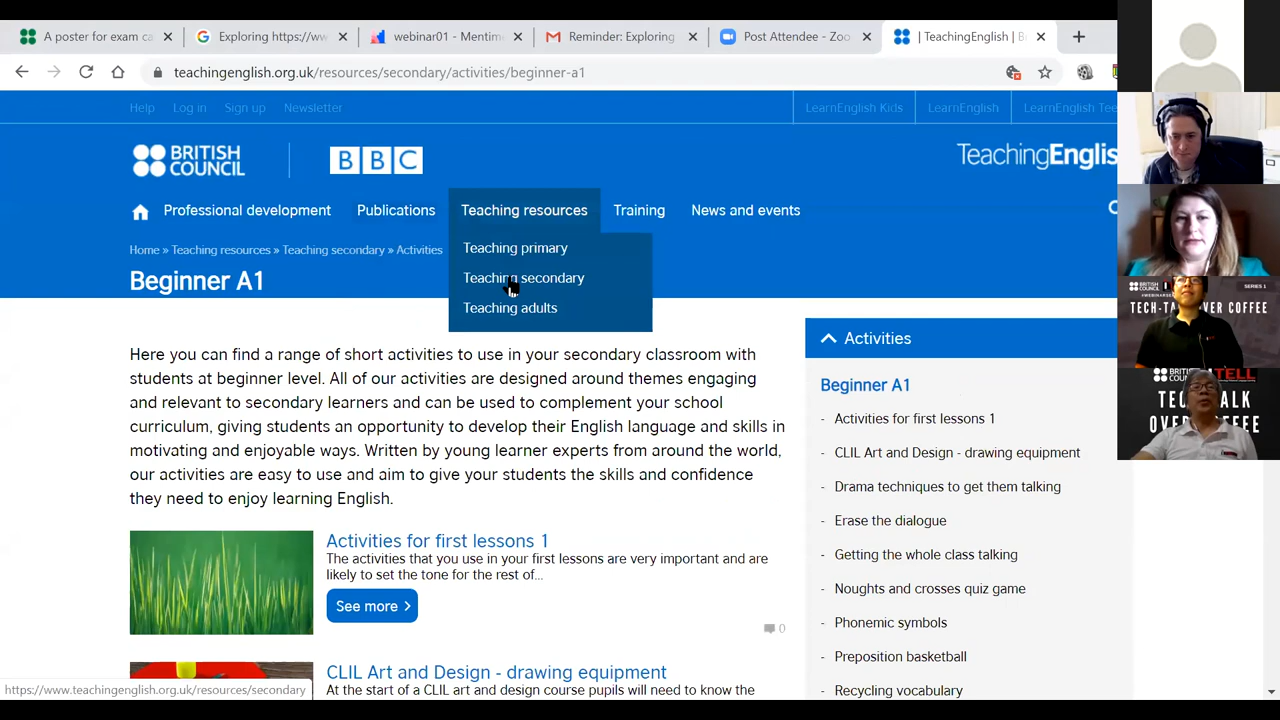 A poster for exam ca
Exploring https://ww
webinar01 - Mentime
Reminder: Exploring
Post Attendee - Zoo
| TeachingEnglish | B
teachingenglish.org.uk/resources/secondary/activities/beginner-a1
Help Log in Sign up Newsletter
LearnEnglish Kids LearnEnglish LearnEnglish Tee
BRITISH COUNCIL
BBC
TeachingEnglis
Professional development Publications Teaching resources Training News and events
Teaching primary
Teaching secondary
Teaching adults
Home » Teaching resources » Teaching secondary » Activities
Beginner A1
Here you can find a range of short activities to use in your secondary classroom with
students at beginner level. All of our activities are designed around themes engaging
and relevant to secondary learners and can be used to complement your school
curriculum, giving students an opportunity to develop their English language and skills in
motivating and enjoyable ways. Written by young learner experts from around the world,
our activities are easy to use and aim to give your students the skills and confidence
they need to enjoy learning English.
Activities for first lessons 1
The activities that you use in your first lessons are very important and are
likely to set the tone for the rest of...
See more
0
CLIL Art and Design - drawing equipment
At the start of a CLIL art and design course pupils will need to know the
https://www.teachingenglish.org.uk/resources/secondary
Activities
Beginner A1
- Activities for first lessons 1
- CLIL Art and Design - drawing equipment
- Drama techniques to get them talking
- Erase the dialogue
- Getting the whole class talking
- Noughts and crosses quiz game
- Phonemic symbols
- Preposition basketball
- Recycling vocabulary
BRITISH COUNCIL
SERIES 1
TECH-TALK OVER COFFEE
TELL